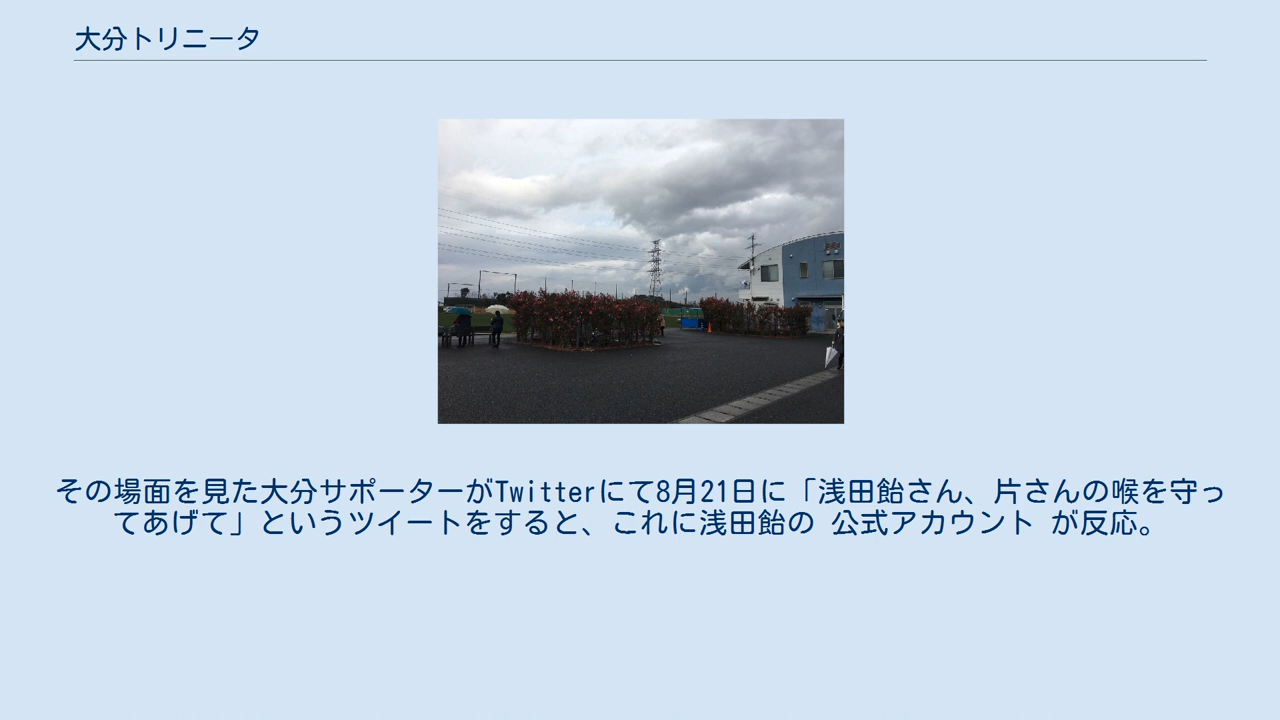 大分トリニータ
その場面を見た大分サポーターがTwitterにて8月21日に「浅田飴さん、片さんの喉を守っ
てあげて」というツイートをすると、これに浅田飴の 公式アカウント が反応。